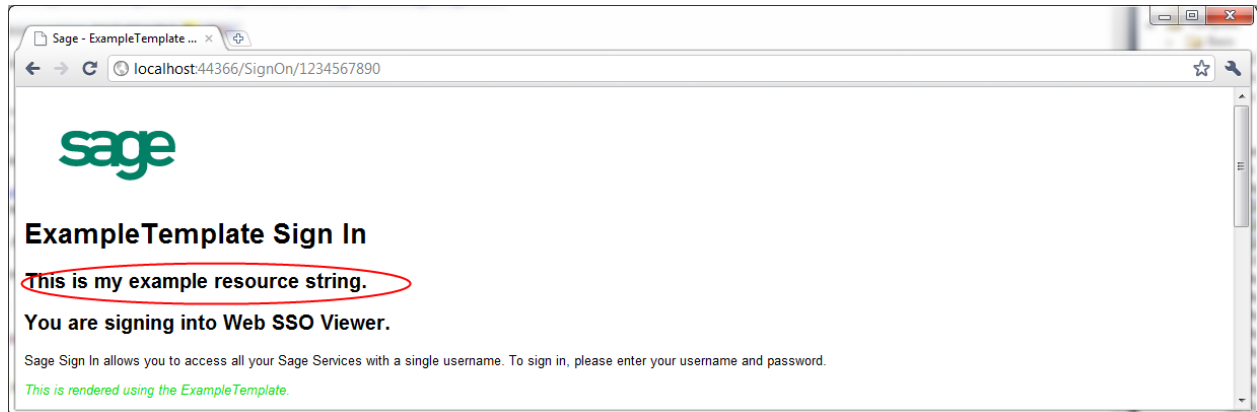 Sage - ExampleTemplate ...
localhost:44366/SignOn/1234567890
sage
ExampleTemplate Sign In
This is my example resource string.
You are signing into Web SSO Viewer.
Sage Sign In allows you to access all your Sage Services with a single username. To sign in, please enter your username and password.
This is rendered using the ExampleTemplate.